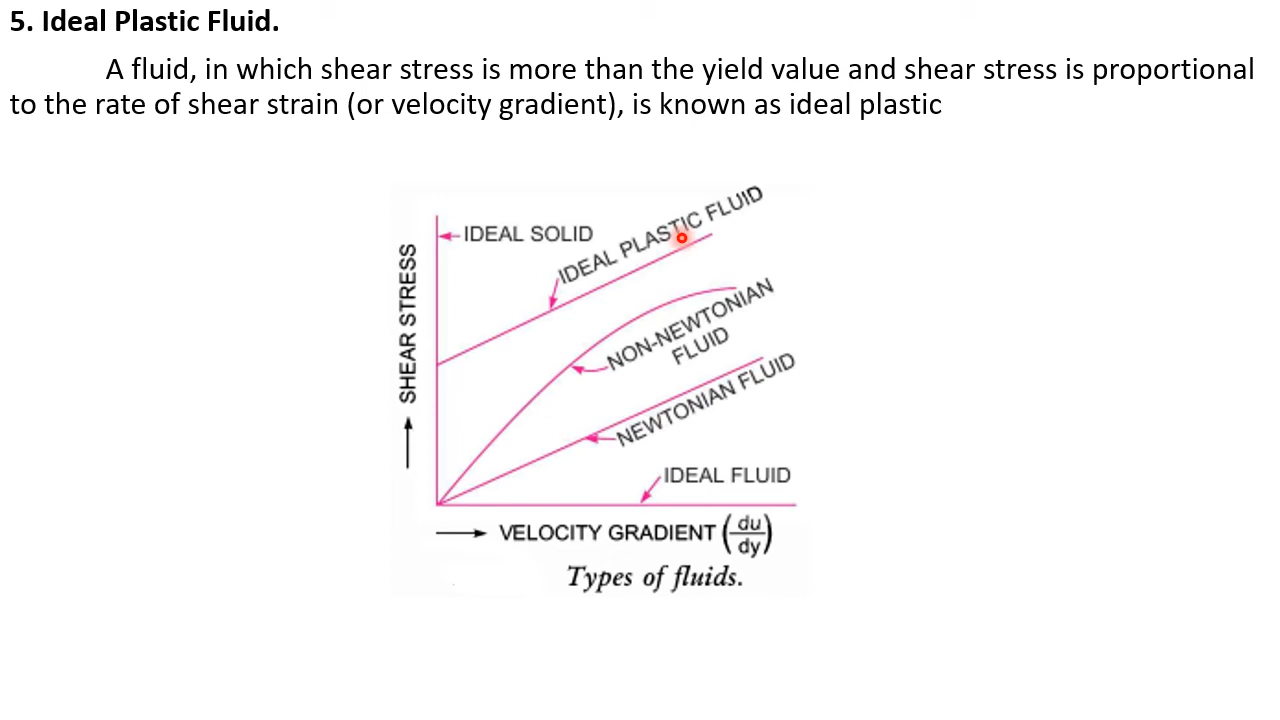 5. Ideal Plastic Fluid.
A fluid, in which shear stress is more than the yield value and shear stress is proportional
to the rate of shear strain (or velocity gradient), is known as ideal plastic
IDEAL SOLID
IDEAL PLASTIC FLUID
NON-NEWTONIAN
FLUID
NEWTONIAN FLUID
IDEAL FLUID
SHEAR STRESS
VELOCITY GRADIENT (du/dy)
Types of fluids.